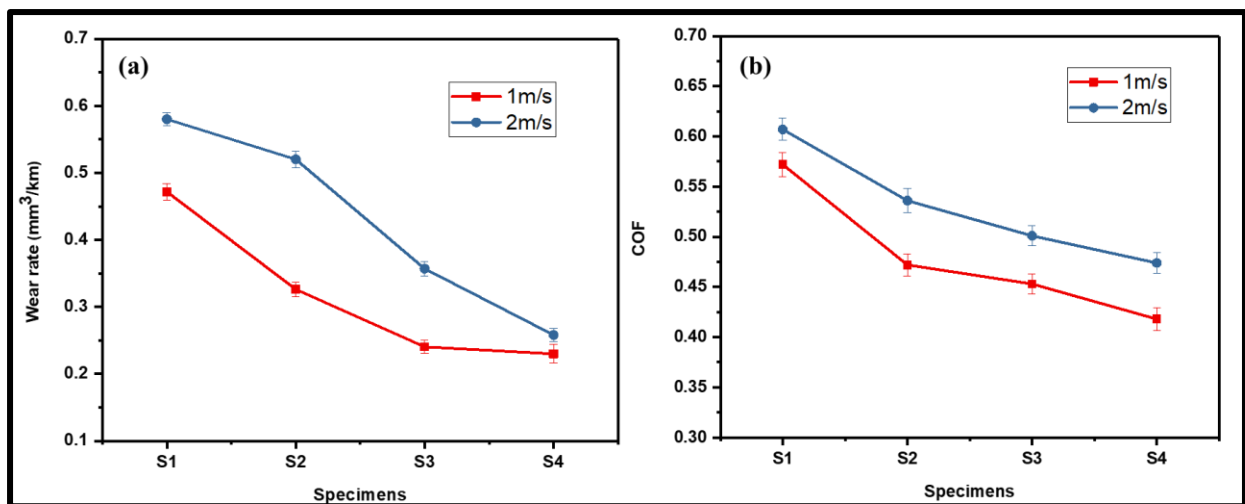 (a)
1m/s
2m/s
Wear rate (mm³/km)
0.7
0.6
0.5
0.4
0.3
0.2
0.1
S1 S2 S3 S4
Specimens
(b)
1m/s
2m/s
COF
0.70
0.65
0.60
0.55
0.50
0.45
0.40
0.35
0.30
S1 S2 S3 S4
Specimens